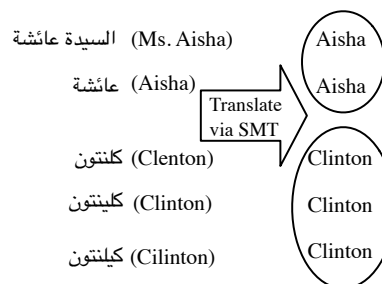 السيدة عائشة (Ms. Aisha) Aisha
عائشة (Aisha) Aisha
Translate
via SMT
كلنتون (Clenton) Clinton
كلينتون (Clinton) Clinton
كيلنتون (Cilinton) Clinton